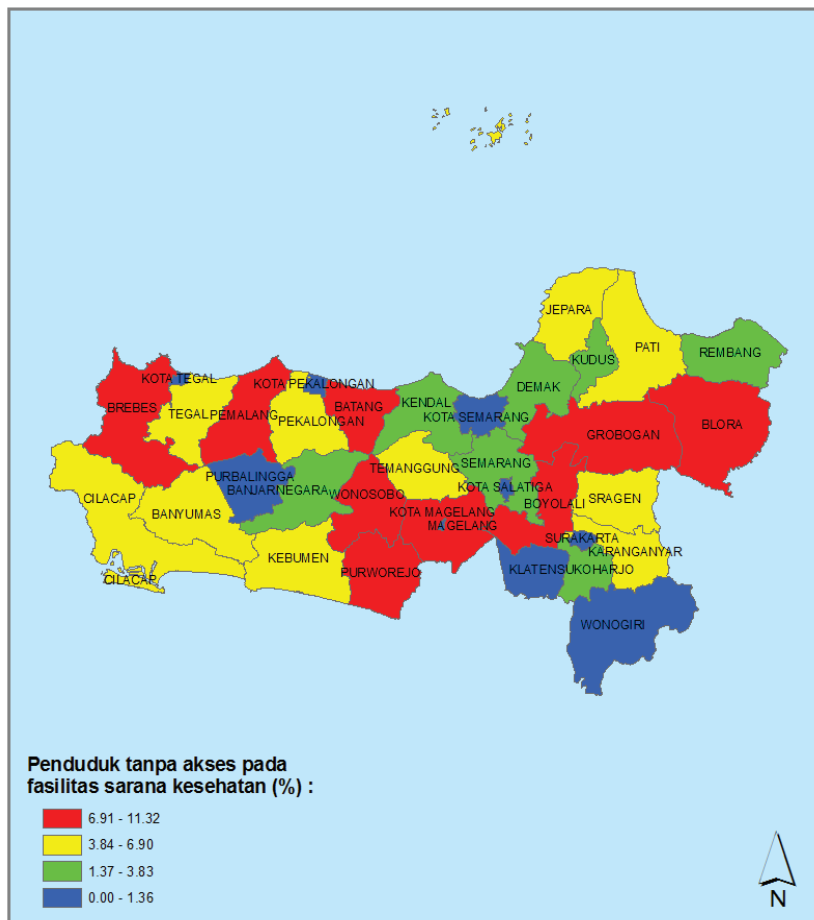 JEPARA
PATI
KUDUS
REMBANG
DEMAK
KOTA TEGAL
KOTA PEKALONGAN
BREBES
TEGAL
PEMALANG
PEKALONGAN
BATANG
KENDAL
KOTA SEMARANG
GROBOGAN
BLORA
SEMARANG
TEMANGGUNG
PURBALINGGA
BANJARNEGARA
WONOSOBO
KOTA SALATIGA
BOYOLALI
SRAGEN
CILACAP
BANYUMAS
KOTA MAGELANG
MAGELANG
SURAKARTA
KARANGANYAR
KEBUMEN
PURWOREJO
KLATEN
SUKOHARJO
CILACAP
WONOGIRI
Penduduk tanpa akses pada
fasilitas sarana kesehatan (%) :
6.91 - 11.32
3.84 - 6.90
1.37 - 3.83
0.00 - 1.36
N